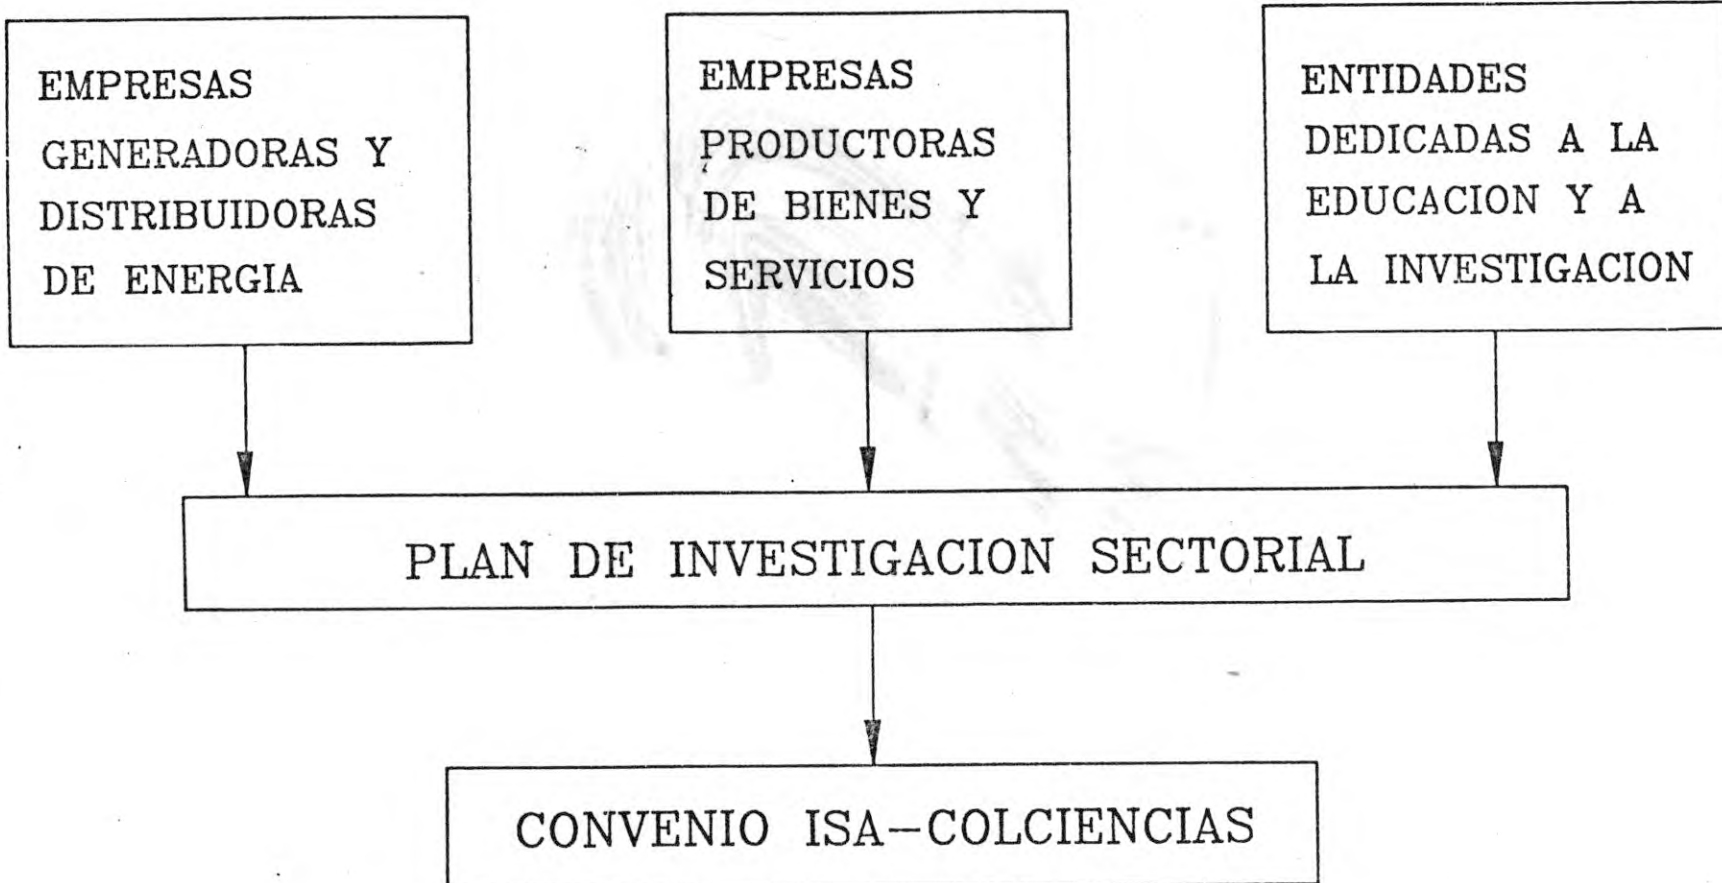 EMPRESAS
GENERADORAS Y
DISTRIBUIDORAS
DE ENERGIA
EMPRESAS
PRODUCTORAS
DE BIENES Y
SERVICIOS
ENTIDADES
DEDICADAS A LA
EDUCACION Y A
LA INVESTIGACION
PLAN DE INVESTIGACION SECTORIAL
CONVENIO ISA-COLCIENCIAS